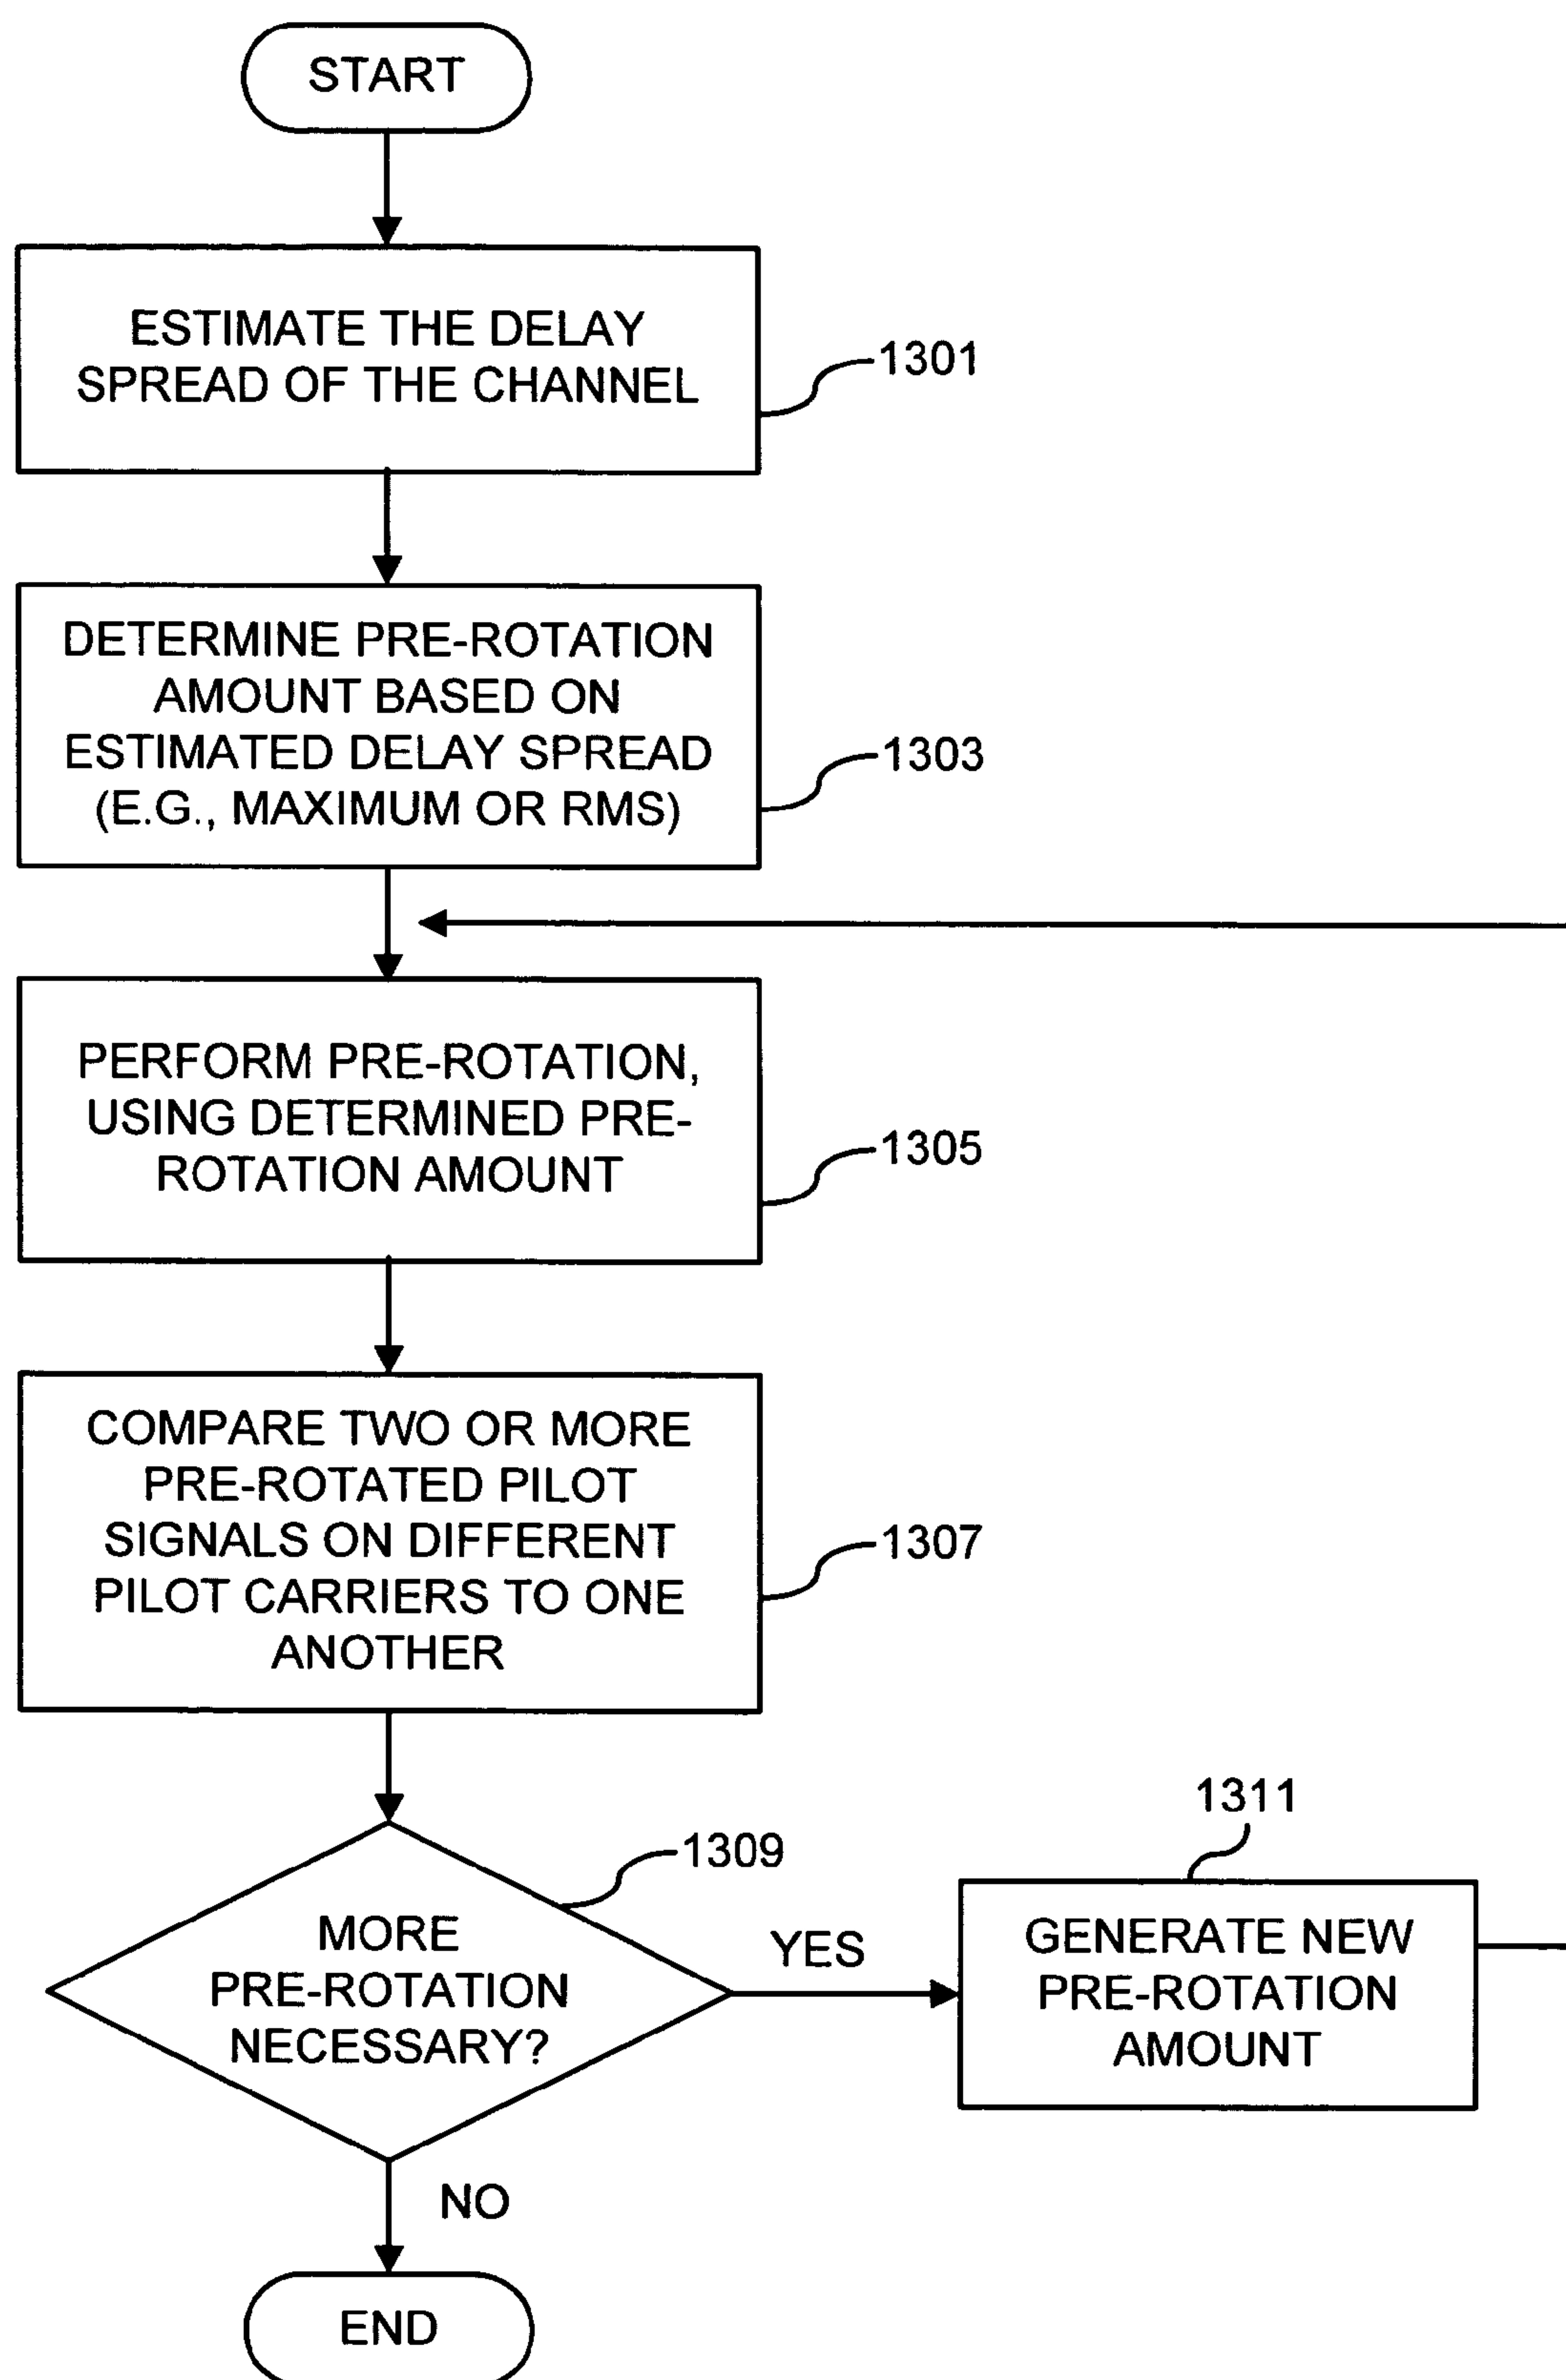 START
ESTIMATE THE DELAY
SPREAD OF THE CHANNEL
1301
DETERMINE PRE-ROTATION
AMOUNT BASED ON
ESTIMATED DELAY SPREAD
(E.G., MAXIMUM OR RMS)
1303
PERFORM PRE-ROTATION,
USING DETERMINED PRE-
ROTATION AMOUNT
1305
COMPARE TWO OR MORE
PRE-ROTATED PILOT
SIGNALS ON DIFFERENT
PILOT CARRIERS TO ONE
ANOTHER
1307
MORE
PRE-ROTATION
NECESSARY?
1309
YES
1311
GENERATE NEW
PRE-ROTATION
AMOUNT
NO
END